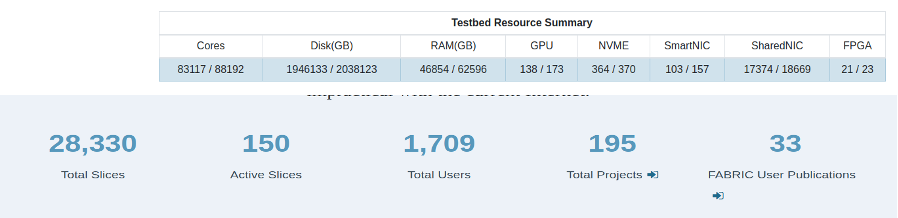 Testbed Resource Summary
Cores Disk(GB) RAM(GB) GPU NVME SmartNIC SharedNIC FPGA
83117 / 88192 1946133 / 2038123 46854 / 62596 138 / 173 364 / 370 103 / 157 17374 / 18669 21 / 23
28,330 150 1,709 195 33
Total Slices Active Slices Total Users Total Projects FABRIC User Publications